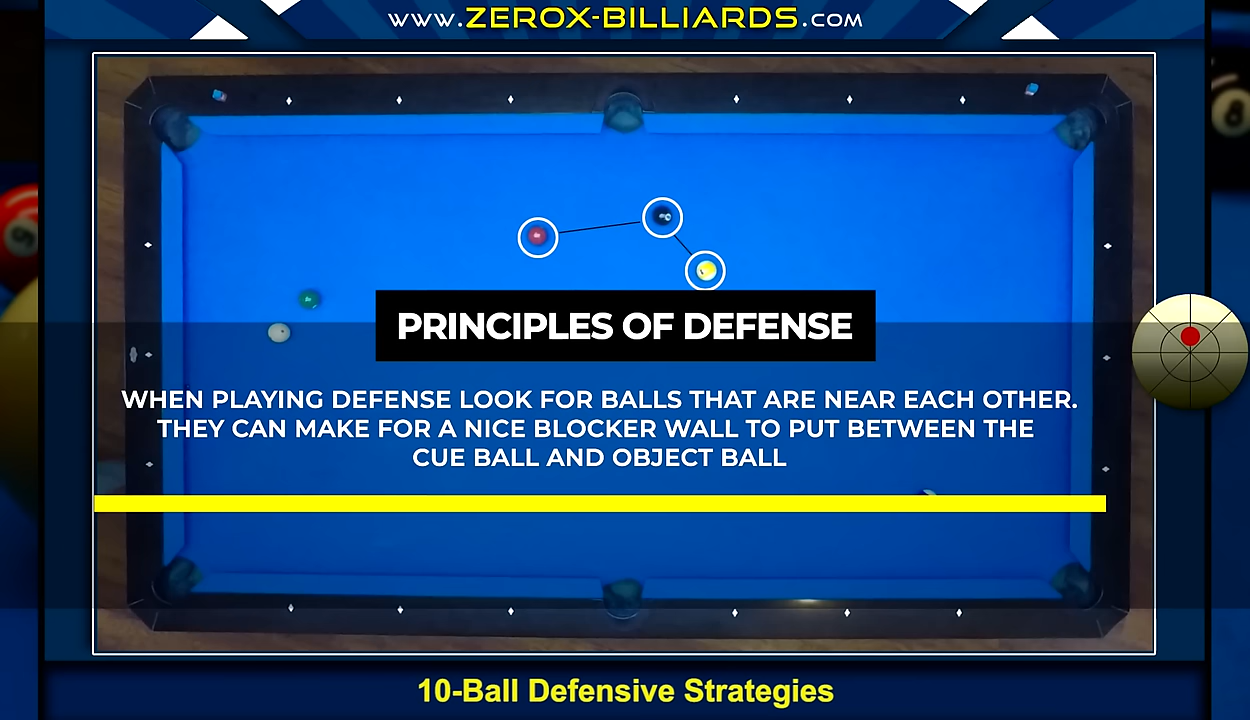 WWW.ZEROX-BILLIARDS.COM
PRINCIPLES OF DEFENSE
WHEN PLAYING DEFENSE LOOK FOR BALLS THAT ARE NEAR EACH OTHER.
THEY CAN MAKE FOR A NICE BLOCKER WALL TO PUT BETWEEN THE
CUE BALL AND OBJECT BALL
10-Ball Defensive Strategies
8